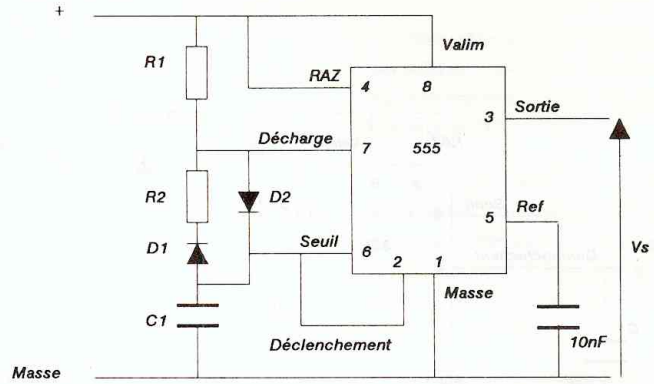 +
Valim
R1
RAZ
4
8
3
Sortie
Décharge
7
555
R2
D2
Ref
5
D1
Seuil
6
2
1
Vs
Masse
C1
10nF
Déclenchement
Masse